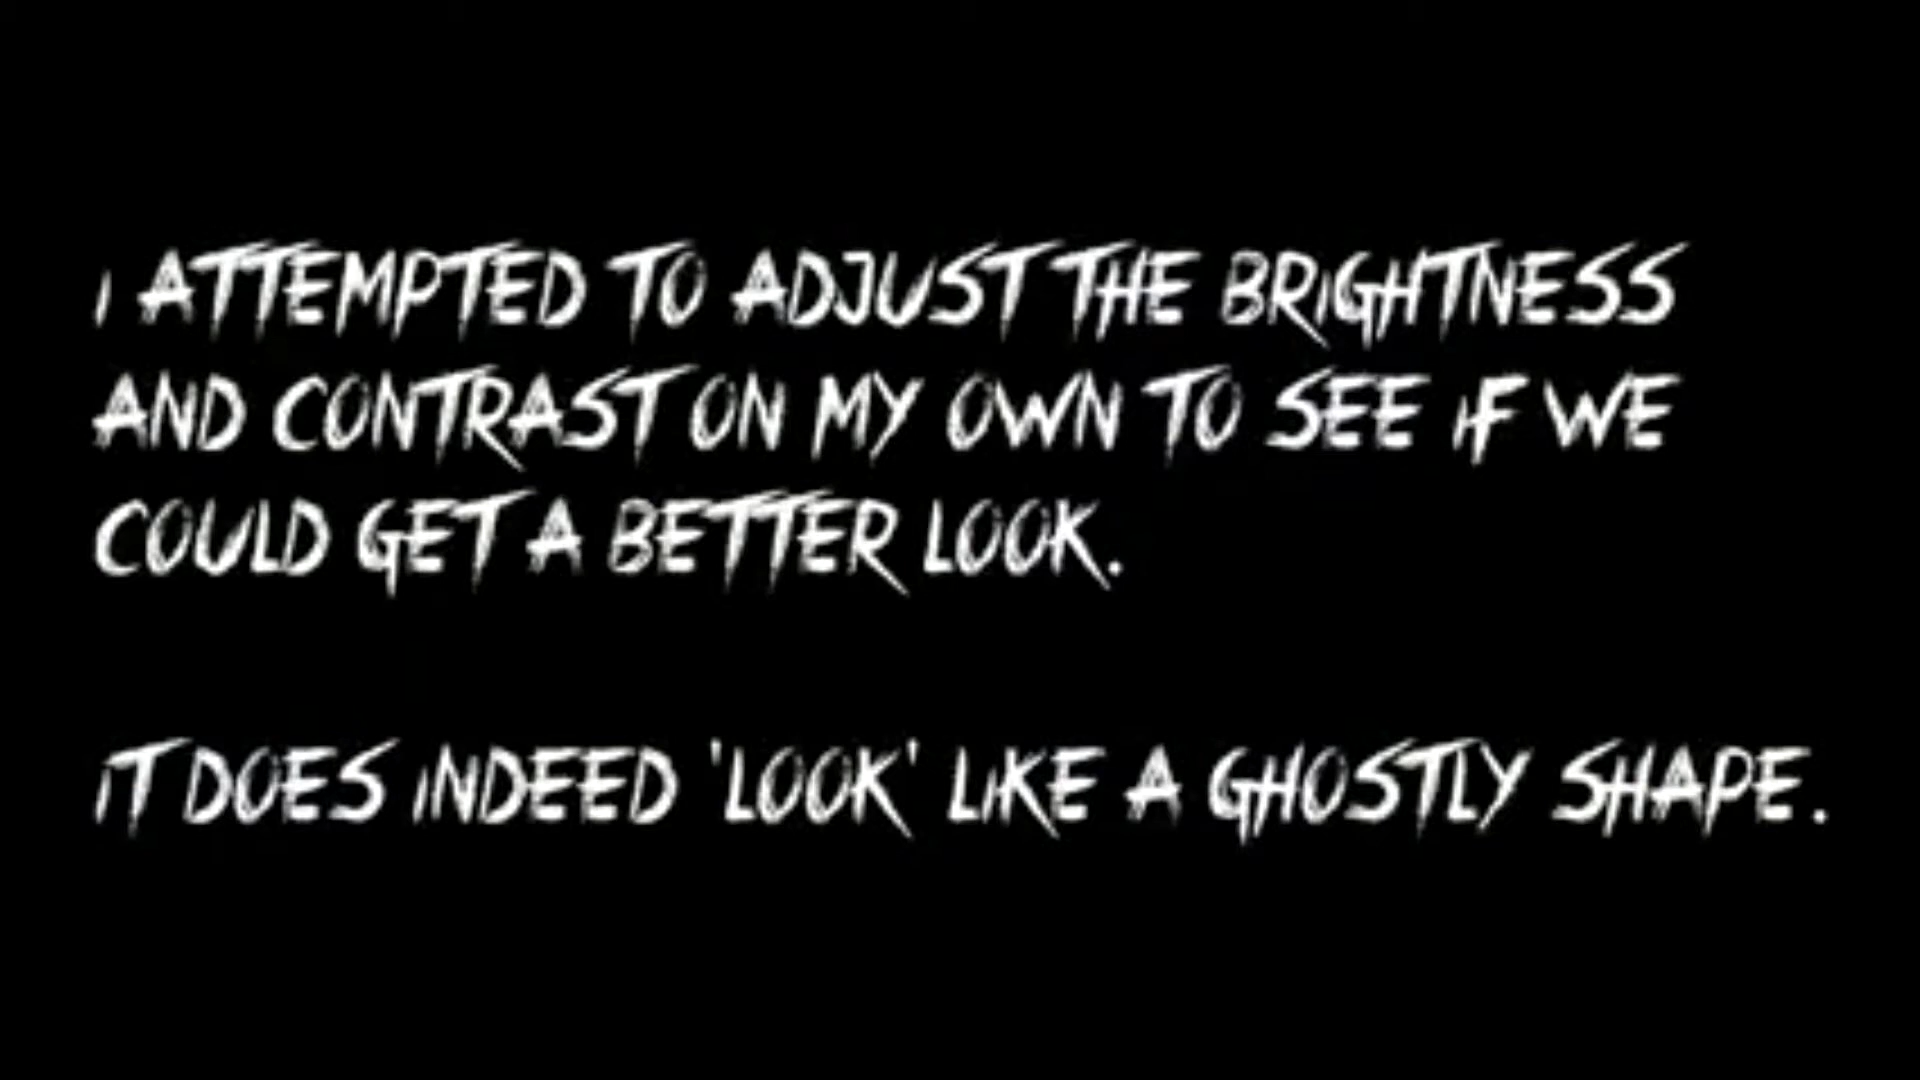 I ATTEMPTED TO ADJUST THE BRIGHTNESS
AND CONTRAST ON MY OWN TO SEE IF WE
COULD GET A BETTER LOOK.
IT DOES INDEED 'LOOK' LIKE A GHOSTLY SHAPE.